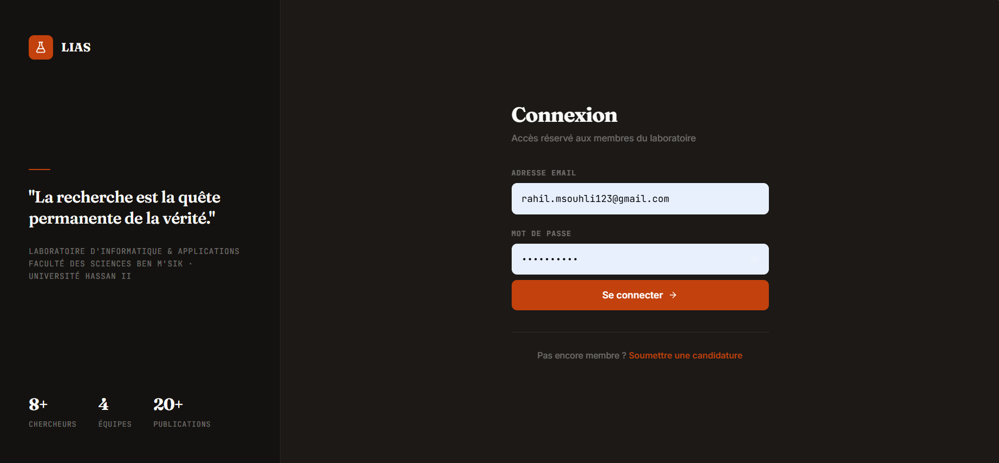 LIAS
"La recherche est la quête
permanente de la vérité."
LABORATOIRE D'INFORMATIQUE & APPLICATIONS
FACULTÉ DES SCIENCES BEN M'SIK ·
UNIVERSITÉ HASSAN II
8+
CHERCHEURS
4
ÉQUIPES
20+
PUBLICATIONS
Connexion
Accès réservé aux membres du laboratoire
ADRESSE EMAIL
rahil.msouhli123@gmail.com
MOT DE PASSE
••••••••••
Se connecter →
Pas encore membre ? Soumettre une candidature